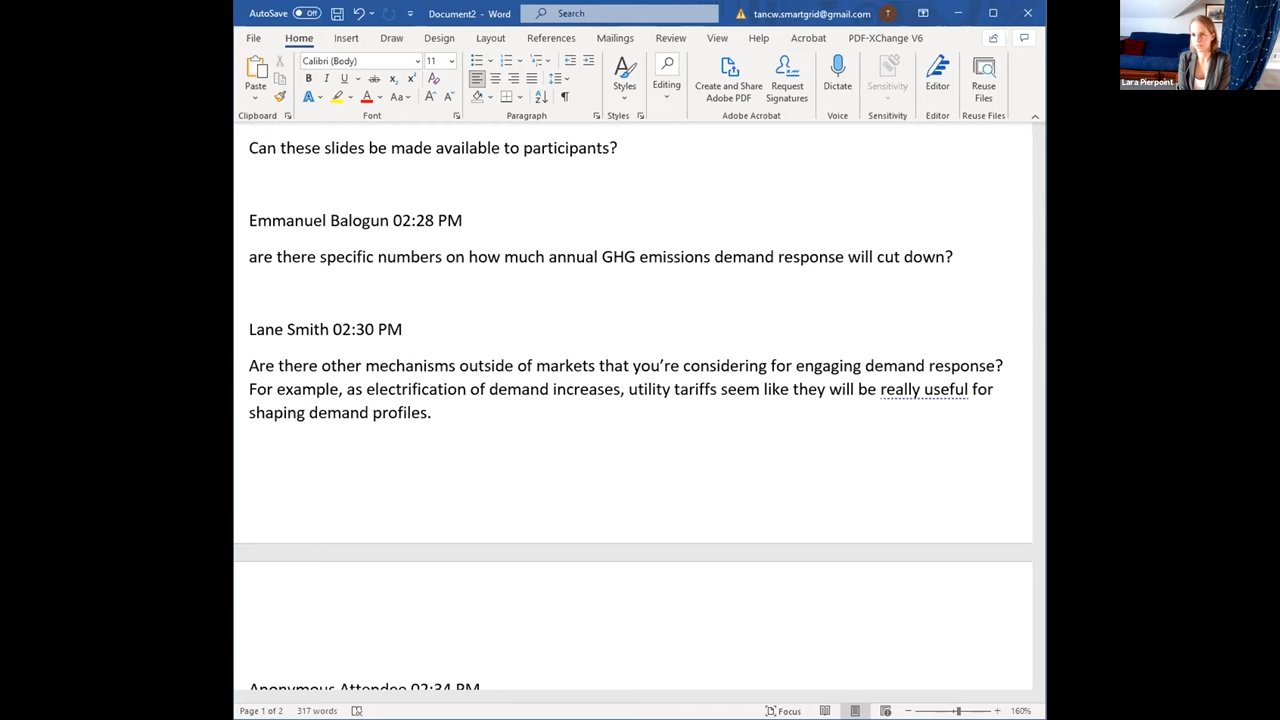 AutoSave Off Document2 - Word Search tancw.smartgrid@gmail.com T
File Home Insert Draw Design Layout References Mailings Review View Help Acrobat PDF-XChange V6
Lara Pierpoint
Calibri (Body) 11
Paste Styles Editing Create and Share Request Dictate Sensitivity Editor Reuse
Adobe PDF Signatures Files
Clipboard Font Paragraph Styles Adobe Acrobat Voice Sensitivity Editor Reuse Files
Can these slides be made available to participants?
Emmanuel Balogun 02:28 PM
are there specific numbers on how much annual GHG emissions demand response will cut down?
Lane Smith 02:30 PM
Are there other mechanisms outside of markets that you’re considering for engaging demand response?
For example, as electrification of demand increases, utility tariffs seem like they will be really useful for
shaping demand profiles.
Anonymous Attendee 02:34 PM
Page 1 of 2 317 words Focus 160%